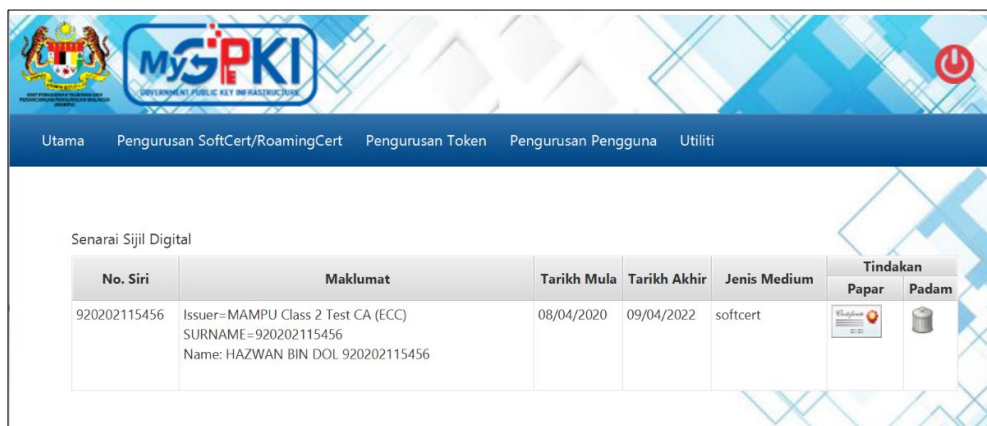 MyGPKI
GOVERNMENT PUBLIC KEY INFRASTRUCTURE
Utama Pengurusan SoftCert/RoamingCert Pengurusan Token Pengurusan Pengguna Utiliti
Senarai Sijil Digital
No. Siri Maklumat Tarikh Mula Tarikh Akhir Jenis Medium Tindakan
Papar Padam
920202115456 Issuer=MAMPU Class 2 Test CA (ECC) 08/04/2020 09/04/2022 softcert
SURNAME=920202115456
Name: HAZWAN BIN DOL 920202115456
Certificate